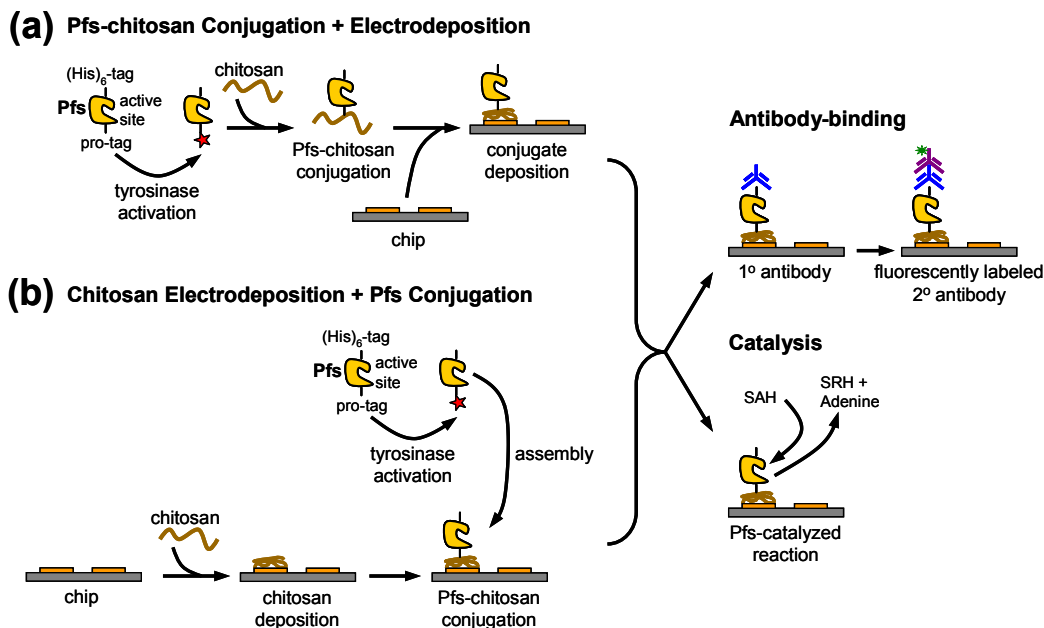 (a) Pfs-chitosan Conjugation + Electrodeposition
(His)6-tag
Pfs
active
site
pro-tag
tyrosinase
activation
chitosan
Pfs-chitosan
conjugation
chip
conjugate
deposition
(b) Chitosan Electrodeposition + Pfs Conjugation
(His)6-tag
Pfs
active
site
pro-tag
tyrosinase
activation
assembly
chitosan
chip
chitosan
deposition
Pfs-chitosan
conjugation
Antibody-binding
1º antibody
fluorescently labeled
2º antibody
Catalysis
SAH
SRH +
Adenine
Pfs-catalyzed
reaction